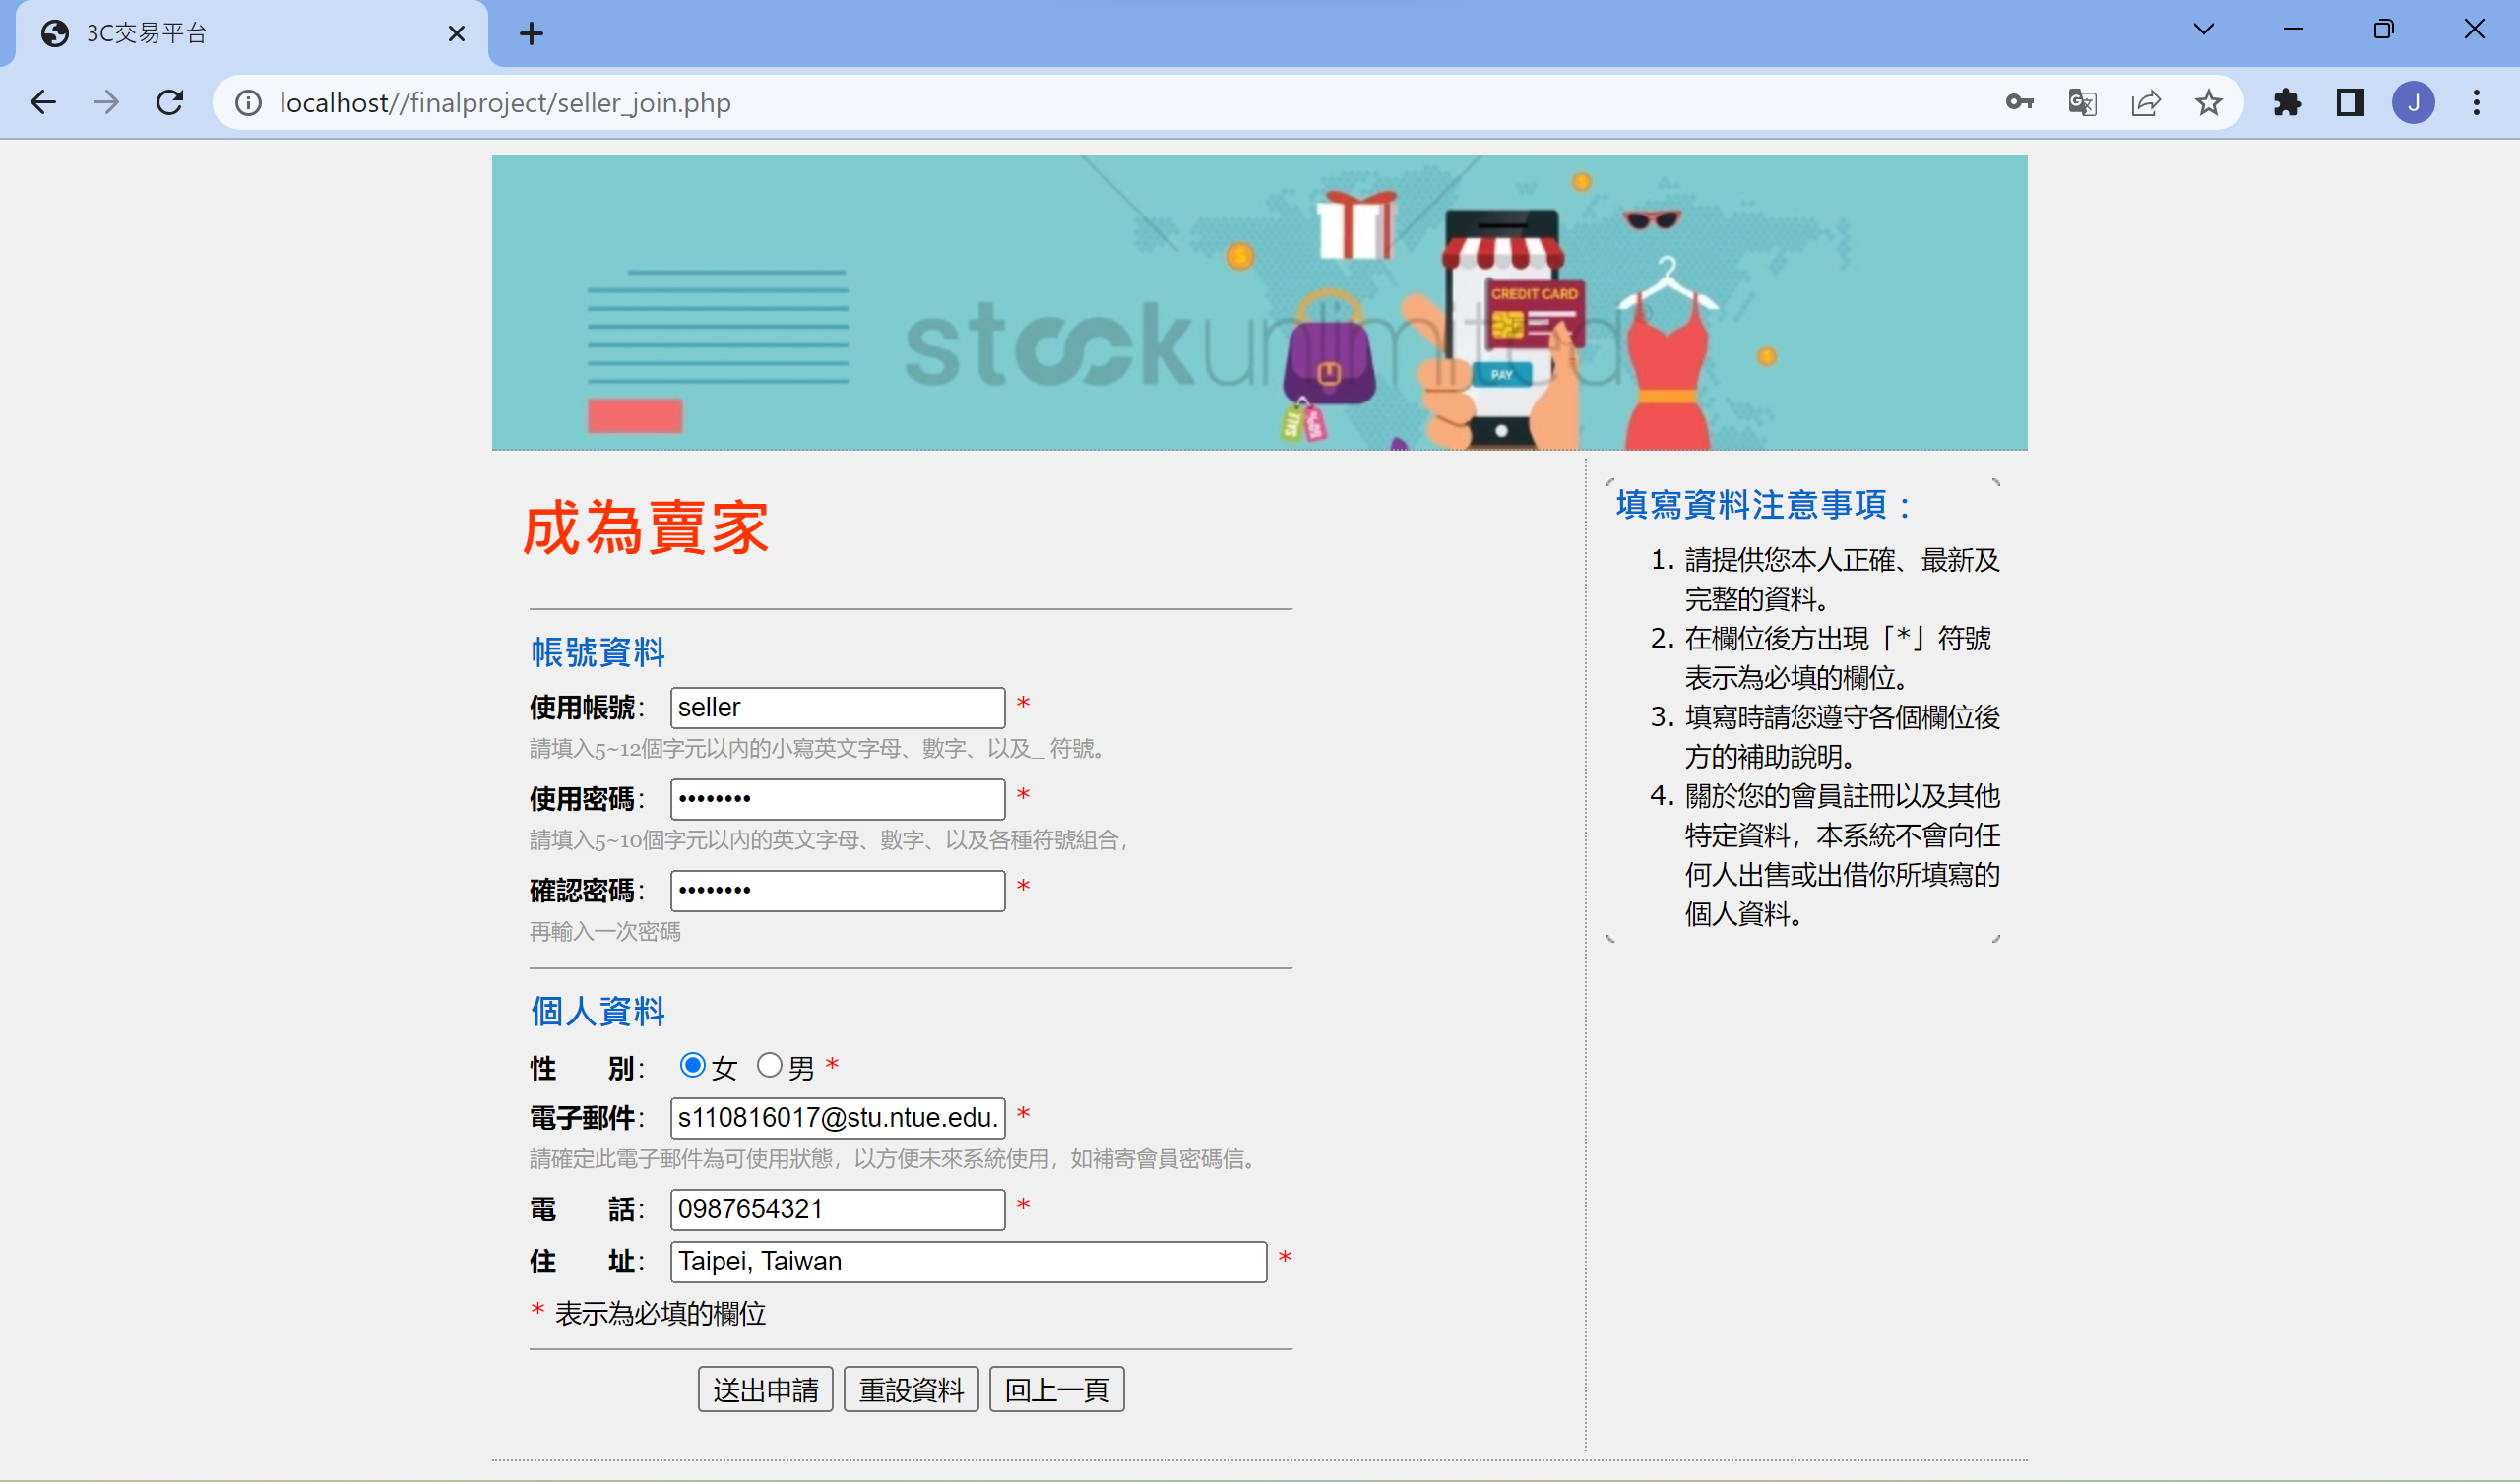 3C交易平台
localhost//finalproject/seller_join.php
J
CREDIT CARD
stockunlimited
PAY
SALE
成為賣家
帳號資料
使用帳號： seller *
請填入5~12個字元以內的小寫英文字母、數字、以及_ 符號。
使用密碼： •••••••• *
請填入5~10個字元以內的英文字母、數字、以及各種符號組合，
確認密碼： •••••••• *
再輸入一次密碼
個人資料
性　　別： 女 男 *
電子郵件： s110816017@stu.ntue.edu. *
請確定此電子郵件為可使用狀態，以方便未來系統使用，如補寄會員密碼信。
電　　話： 0987654321 *
住　　址： Taipei, Taiwan *
* 表示為必填的欄位
送出申請 重設資料 回上一頁
填寫資料注意事項：
1. 請提供您本人正確、最新及
完整的資料。
2. 在欄位後方出現「*」符號
表示為必填的欄位。
3. 填寫時請您遵守各個欄位後
方的補助說明。
4. 關於您的會員註冊以及其他
特定資料，本系統不會向任
何人出售或出借你所填寫的
個人資料。